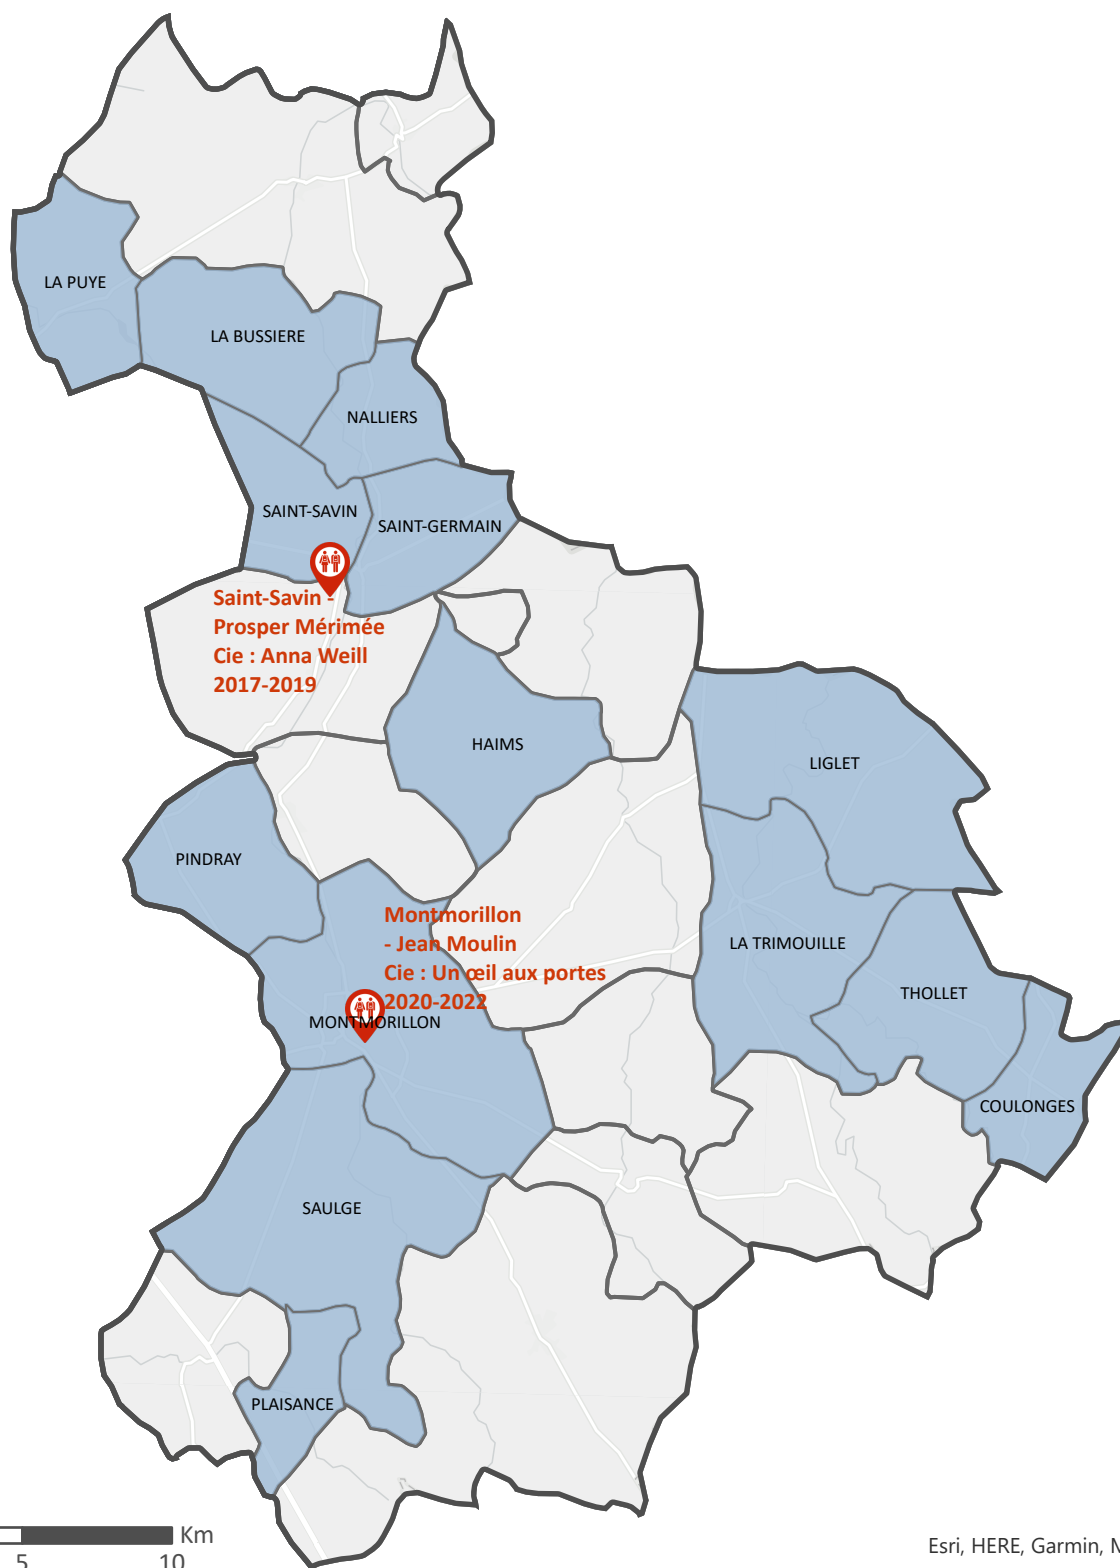 LA PUYE
LA BUSSIERE
NALLIERS
SAINT-SAVIN
SAINT-GERMAIN
Saint-Savin -
Prosper Mérimée
Cie : Anna Weill
2017-2019
HAIMS
LIGLET
PINDRAY
Montmorillon
- Jean Moulin
Cie : Un œil aux portes
2020-2022
LA TRIMOUILLE
THOLLET
MONTMORILLON
COULONGES
SAULGE
PLAISANCE
Km
5 10
Esri, HERE, Garmin,